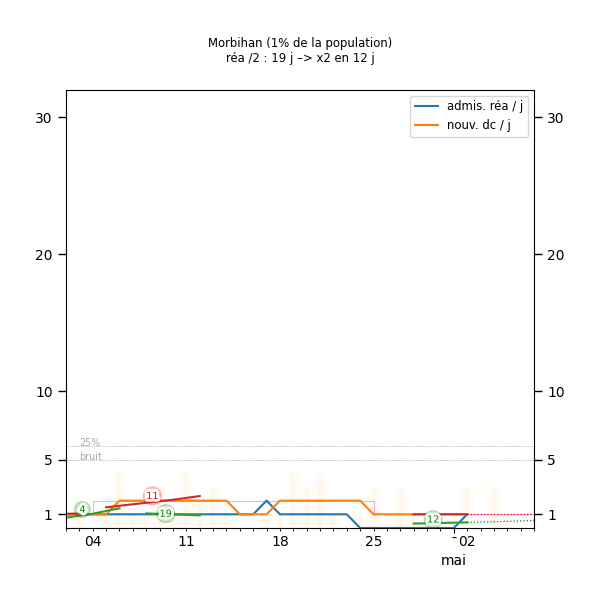 Morbihan (1% de la population)
réa /2 : 19 j –> x2 en 12 j
admis. réa / j
nouv. dc / j
30 30
20 20
10 10
25%
bruit
5 5
11
4
19
12
1 1
04 11 18 25 02
mai